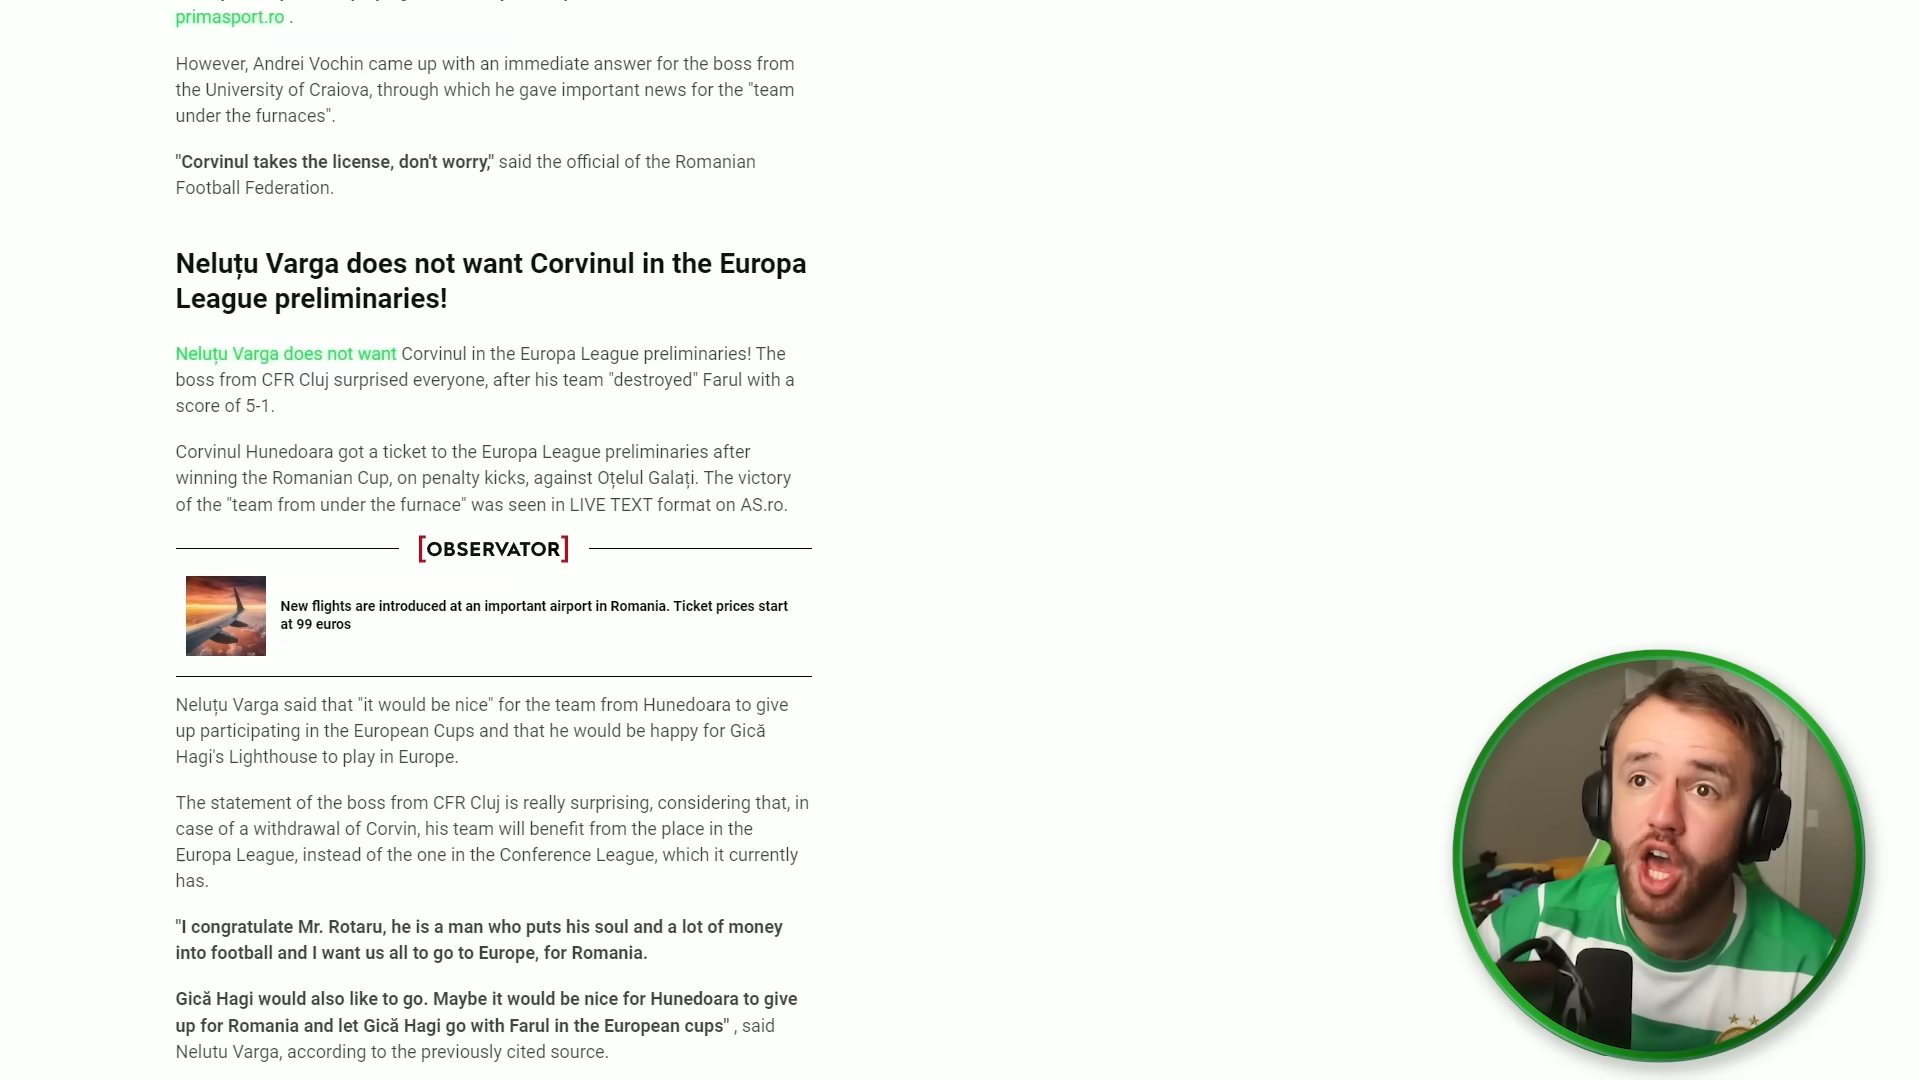 primasport.ro .
However, Andrei Vochin came up with an immediate answer for the boss from
the University of Craiova, through which he gave important news for the "team
under the furnaces".
"Corvinul takes the license, don't worry," said the official of the Romanian
Football Federation.
Neluțu Varga does not want Corvinul in the Europa
League preliminaries!
Neluțu Varga does not want Corvinul in the Europa League preliminaries! The
boss from CFR Cluj surprised everyone, after his team "destroyed" Farul with a
score of 5-1.
Corvinul Hunedoara got a ticket to the Europa League preliminaries after
winning the Romanian Cup, on penalty kicks, against Oțelul Galați. The victory
of the "team from under the furnace" was seen in LIVE TEXT format on AS.ro.
[OBSERVATOR]
New flights are introduced at an important airport in Romania. Ticket prices start
at 99 euros
Neluțu Varga said that "it would be nice" for the team from Hunedoara to give
up participating in the European Cups and that he would be happy for Gică
Hagi's Lighthouse to play in Europe.
The statement of the boss from CFR Cluj is really surprising, considering that, in
case of a withdrawal of Corvin, his team will benefit from the place in the
Europa League, instead of the one in the Conference League, which it currently
has.
"I congratulate Mr. Rotaru, he is a man who puts his soul and a lot of money
into football and I want us all to go to Europe, for Romania.
Gică Hagi would also like to go. Maybe it would be nice for Hunedoara to give
up for Romania and let Gică Hagi go with Farul in the European cups" , said
Nelutu Varga, according to the previously cited source.